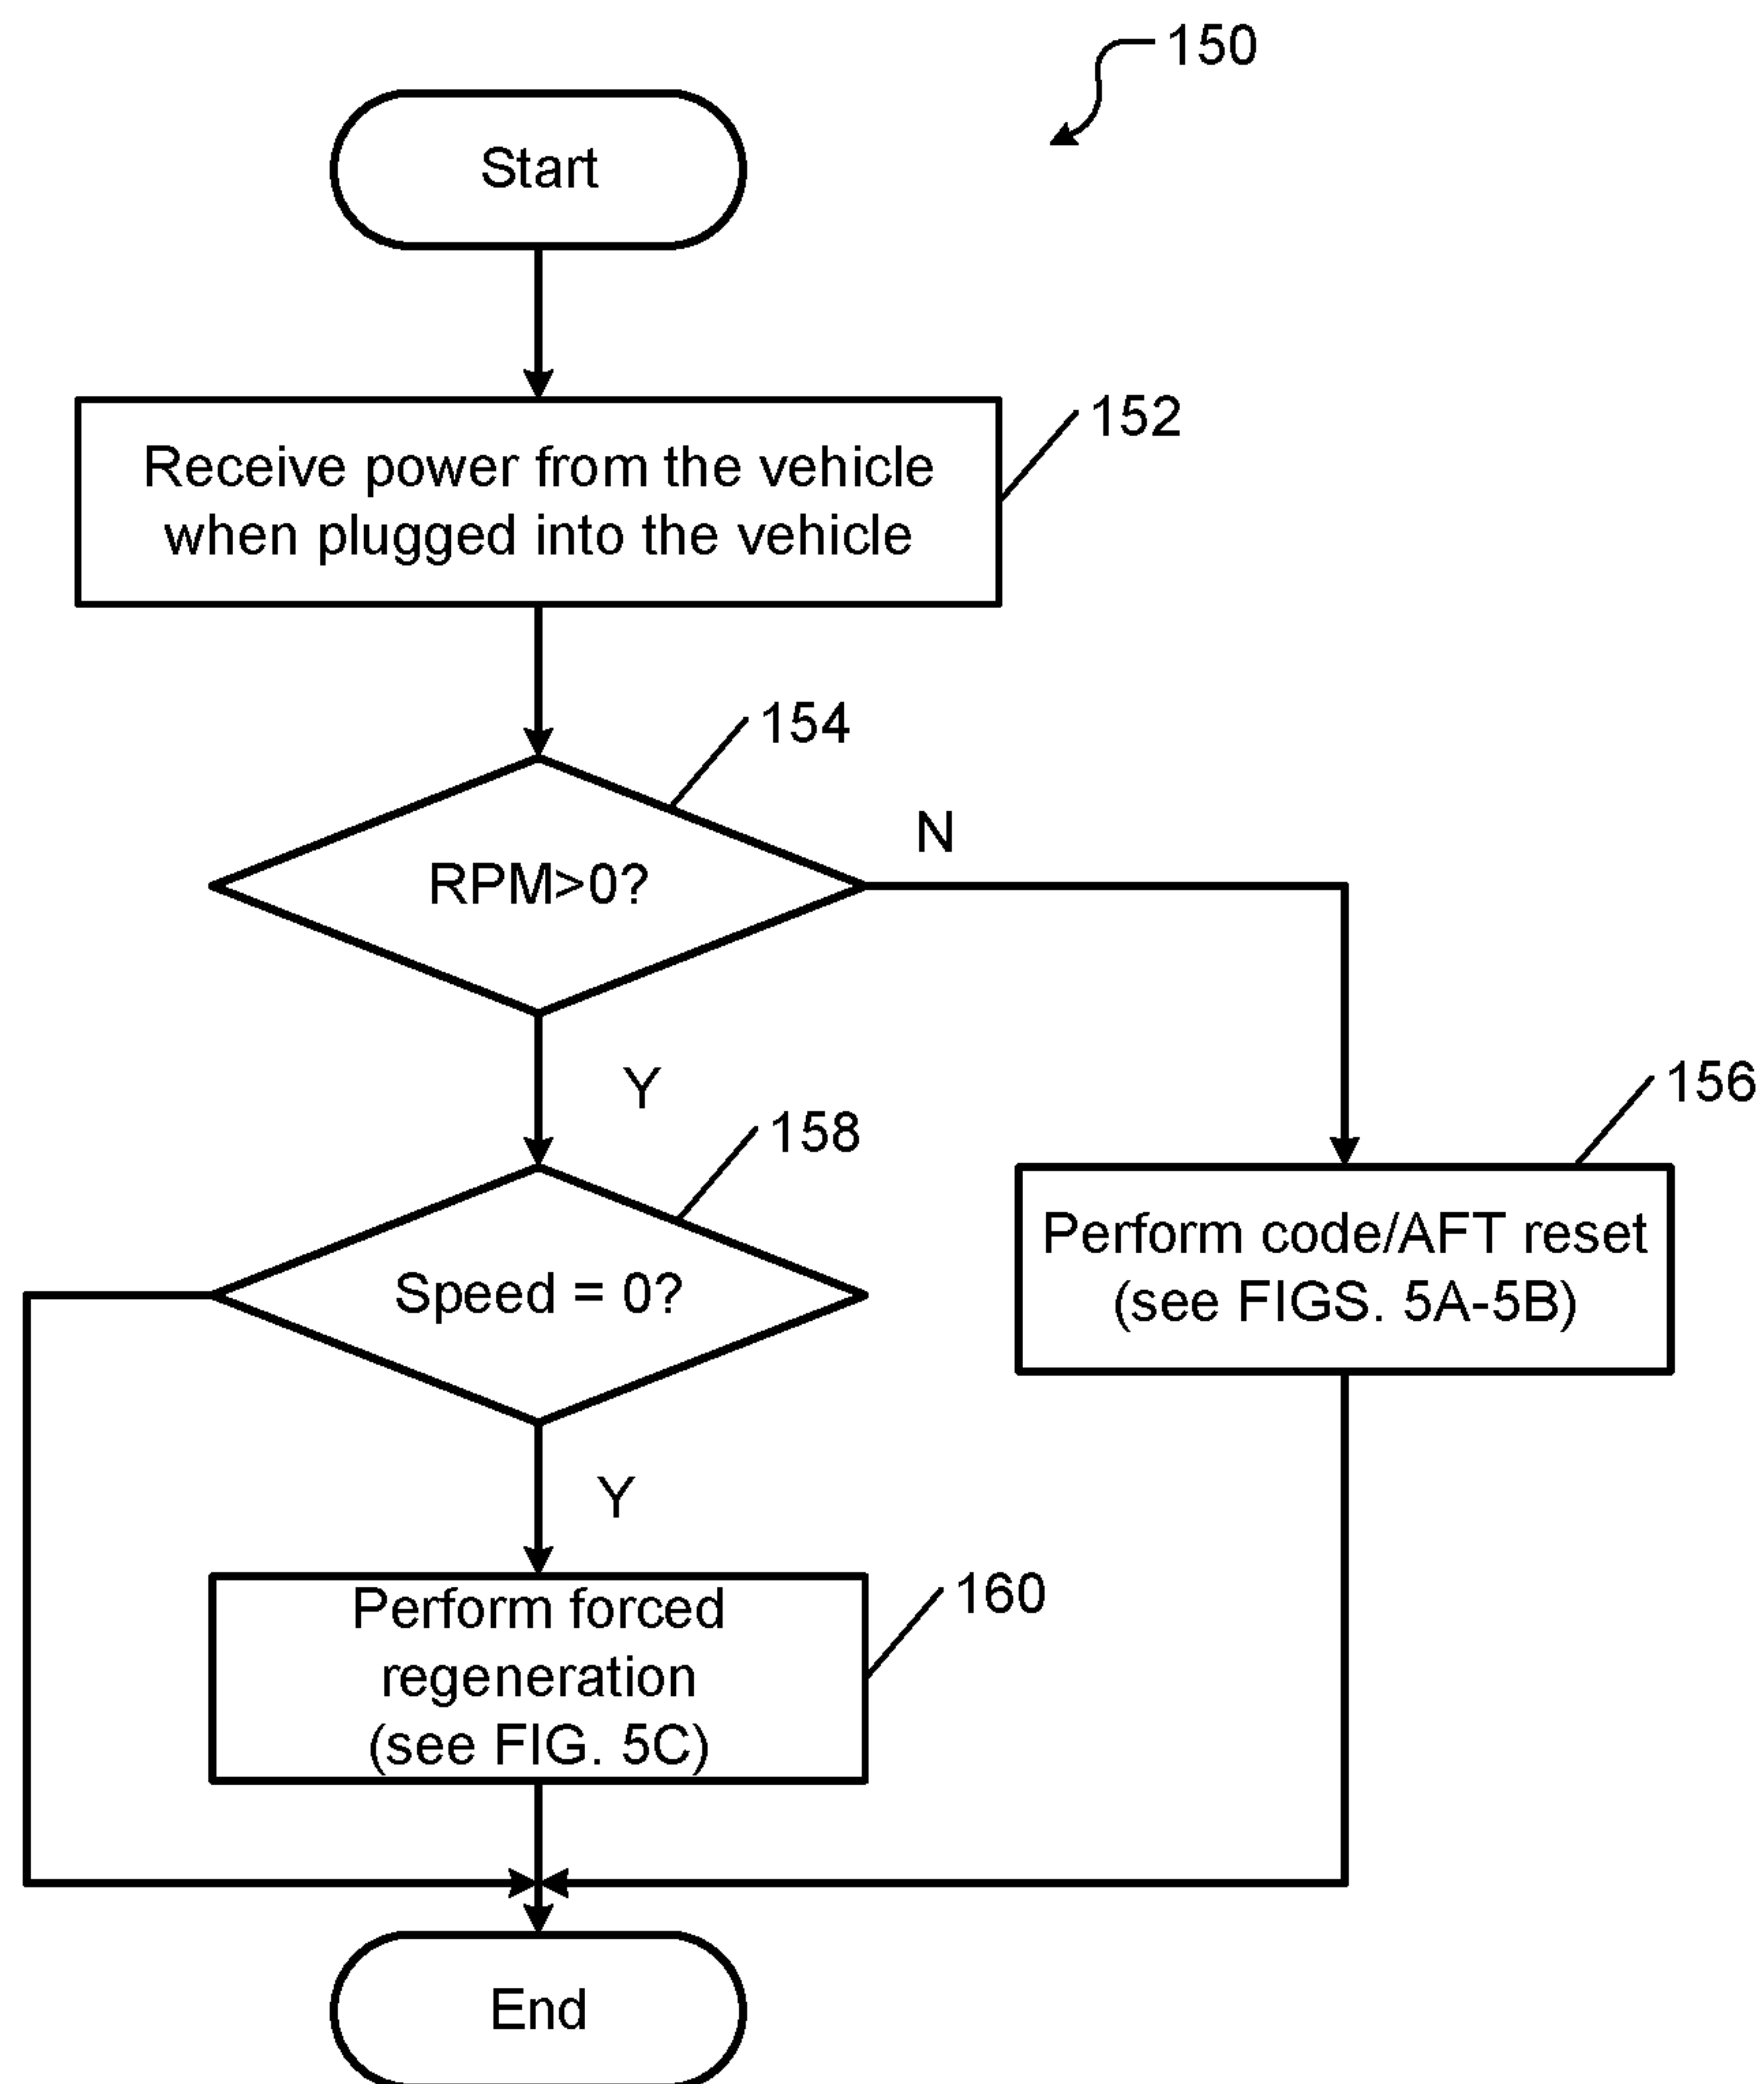 150
Start
152
Receive power from the vehicle
when plugged into the vehicle
154
RPM>0?
N
Y
156
Perform code/AFT reset
(see FIGS. 5A-5B)
158
Speed = 0?
Y
160
Perform forced
regeneration
(see FIG. 5C)
End